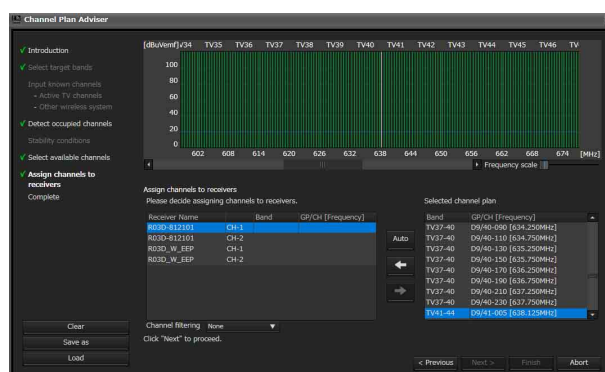 Channel Plan Adviser
Introduction
Select target bands
Input known channels
- Active TV channels
- Other wireless system
Detect occupied channels
Stability conditions
Select available channels
Assign channels to
receivers
Complete
Clear
Save as
Load
[dBuVemf] V34 TV35 TV36 TV37 TV38 TV39 TV40 TV41 TV42 TV43 TV44 TV45 TV46 TV
100
80
60
40
20
0
602 608 614 620 626 632 638 644 650 656 662 668 674 [MHz]
Frequency scale
Assign channels to receivers
Please decide assigning channels to receivers.
Receiver Name Band GP/CH [Frequency]
R03D-812101 CH-1
R03D-812101 CH-2
R03D_W_EEP CH-1
R03D_W_EEP CH-2
Channel filtering None
Click "Next" to proceed.
Auto
Selected channel plan
Band GP/CH [Frequency]
TV37-40 D9/40-090 [634.250MHz]
TV37-40 D9/40-110 [634.750MHz]
TV37-40 D9/40-130 [635.250MHz]
TV37-40 D9/40-150 [635.750MHz]
TV37-40 D9/40-170 [636.250MHz]
TV37-40 D9/40-190 [636.750MHz]
TV37-40 D9/40-210 [637.250MHz]
TV37-40 D9/40-230 [637.750MHz]
TV41-44 D9/41-005 [638.125MHz]
< Previous Next > Finish Abort